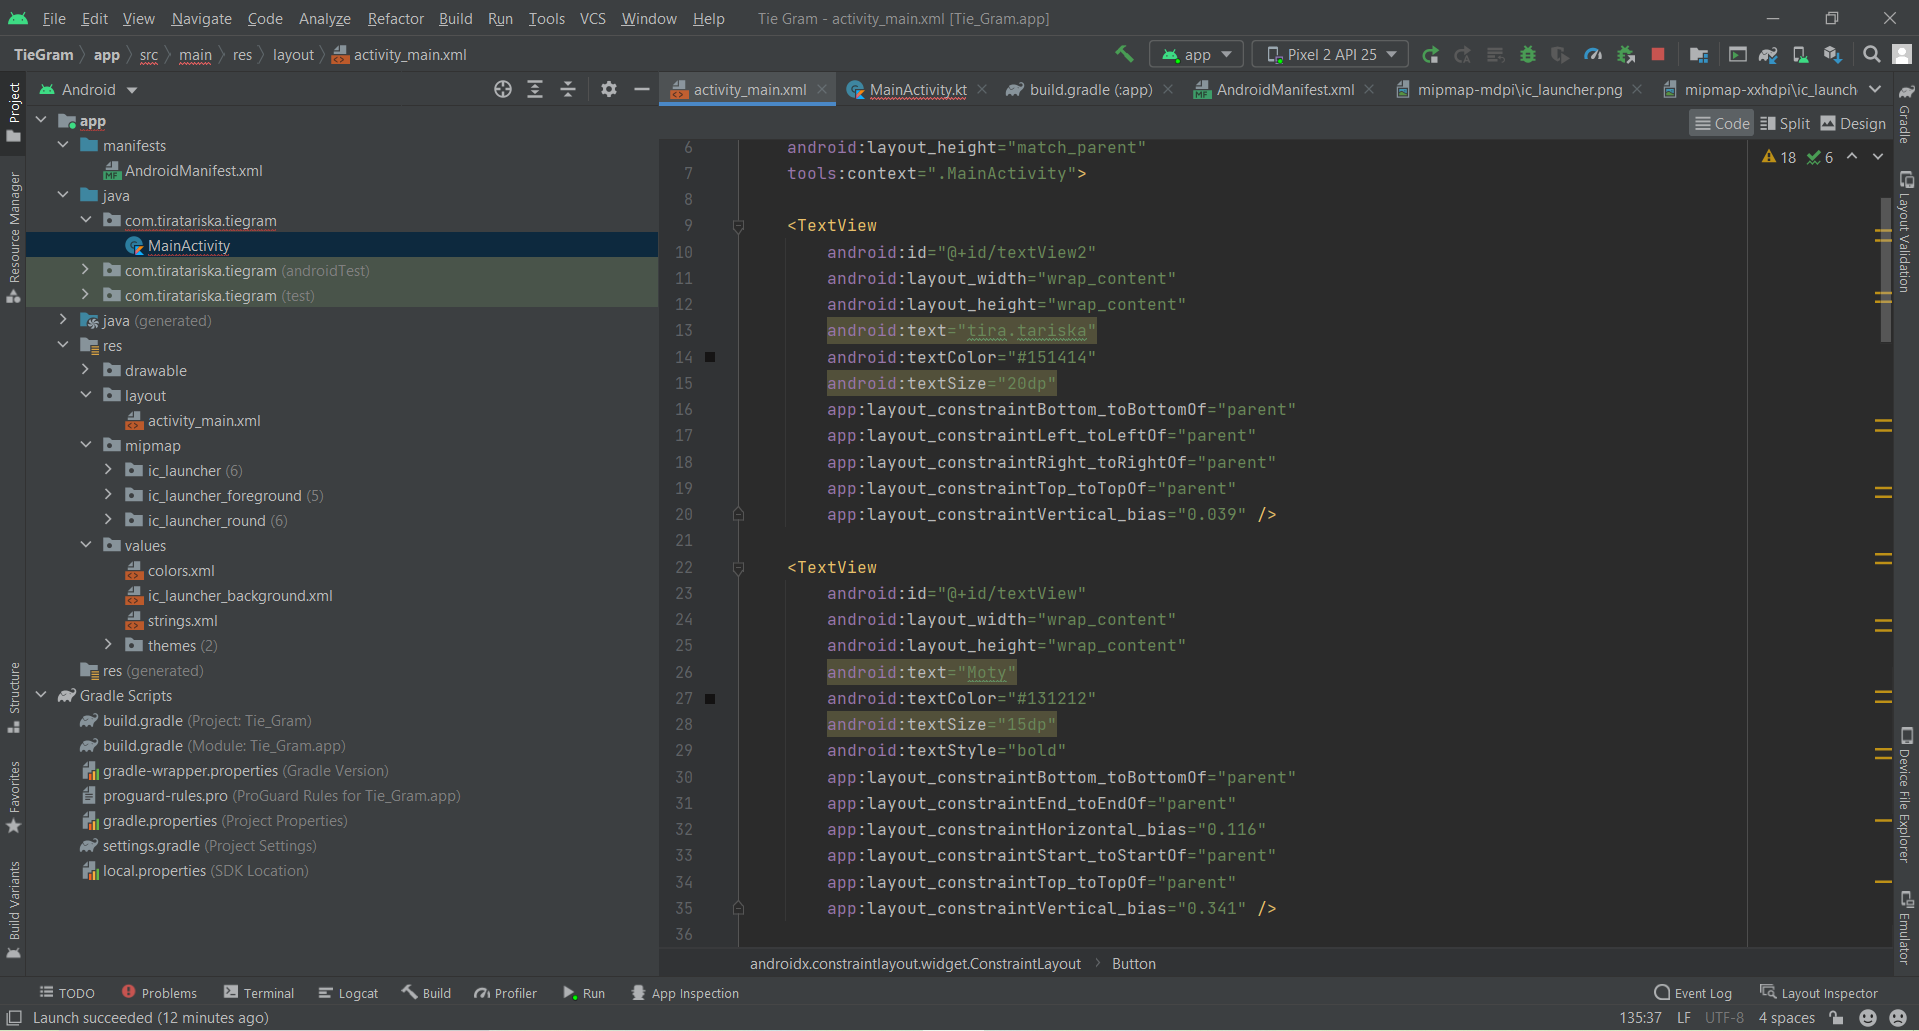 File Edit View Navigate Code Analyze Refactor Build Run Tools VCS Window Help Tie Gram - activity_main.xml [Tie_Gram.app]
TieGram app src main res layout activity_main.xml app Pixel 2 API 25
Project
Resource Manager
Structure
Favorites
Build Variants
Android
app
manifests
AndroidManifest.xml
java
com.tiratariska.tiegram
MainActivity
com.tiratariska.tiegram (androidTest)
com.tiratariska.tiegram (test)
java (generated)
res
drawable
layout
activity_main.xml
mipmap
ic_launcher (6)
ic_launcher_foreground (5)
ic_launcher_round (6)
values
colors.xml
ic_launcher_background.xml
strings.xml
themes (2)
res (generated)
Gradle Scripts
build.gradle (Project: Tie_Gram)
build.gradle (Module: Tie_Gram.app)
gradle-wrapper.properties (Gradle Version)
proguard-rules.pro (ProGuard Rules for Tie_Gram.app)
gradle.properties (Project Properties)
settings.gradle (Project Settings)
local.properties (SDK Location)
activity_main.xml MainActivity.kt build.gradle (:app) AndroidManifest.xml mipmap-mdpi\ic_launcher.png mipmap-xxhdpi\ic_launch
Code Split Design
18 6
6 android:layout_height="match_parent"
7 tools:context=".MainActivity">
8
9 <TextView
10 android:id="@+id/textView2"
11 android:layout_width="wrap_content"
12 android:layout_height="wrap_content"
13 android:text="tira.tariska"
14 android:textColor="#151414"
15 android:textSize="20dp"
16 app:layout_constraintBottom_toBottomOf="parent"
17 app:layout_constraintLeft_toLeftOf="parent"
18 app:layout_constraintRight_toRightOf="parent"
19 app:layout_constraintTop_toTopOf="parent"
20 app:layout_constraintVertical_bias="0.039" />
21
22 <TextView
23 android:id="@+id/textView"
24 android:layout_width="wrap_content"
25 android:layout_height="wrap_content"
26 android:text="Moty"
27 android:textColor="#131212"
28 android:textSize="15dp"
29 android:textStyle="bold"
30 app:layout_constraintBottom_toBottomOf="parent"
31 app:layout_constraintEnd_toEndOf="parent"
32 app:layout_constraintHorizontal_bias="0.116"
33 app:layout_constraintStart_toStartOf="parent"
34 app:layout_constraintTop_toTopOf="parent"
35 app:layout_constraintVertical_bias="0.341" />
36
androidx.constraintlayout.widget.ConstraintLayout Button
Gradle
Layout Validation
Device File Explorer
Emulator
TODO Problems Terminal Logcat Build Profiler Run App Inspection Event Log Layout Inspector
Launch succeeded (12 minutes ago) 135:37 LF UTF-8 4 spaces